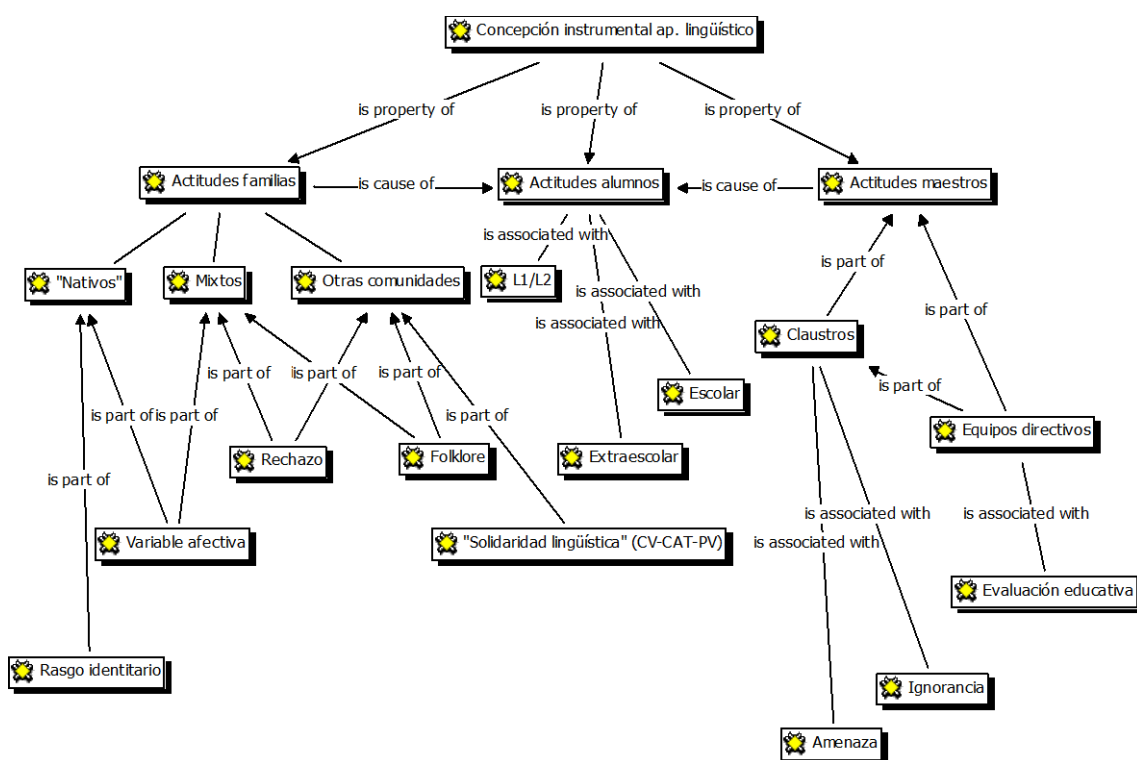 Concepción instrumental ap. lingüístico
is property of
is property of
is property of
Actitudes familias
is cause of
Actitudes alumnos
is cause of
Actitudes maestros
is associated with
"Nativos"
Mixtos
Otras comunidades
L1/L2
is part of
is associated with
is part of
is associated with
Claustros
is part of
is part of
is part of
is part of
Escolar
is part of
is part of
is part of
Equipos directivos
Rechazo
Folklore
Extraescolar
is part of
is associated with
is associated with
Variable afectiva
"Solidaridad lingüística" (CV-CAT-PV)
is associated with
Evaluación educativa
Rasgo identitario
Ignorancia
Amenaza